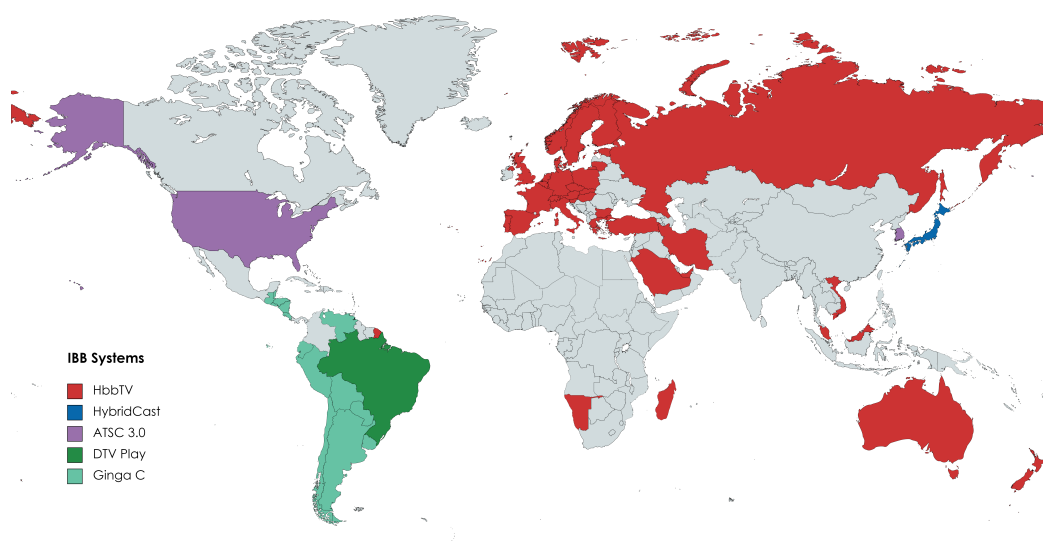 IBB Systems
HbbTV
HybridCast
ATSC 3.0
DTV Play
Ginga C